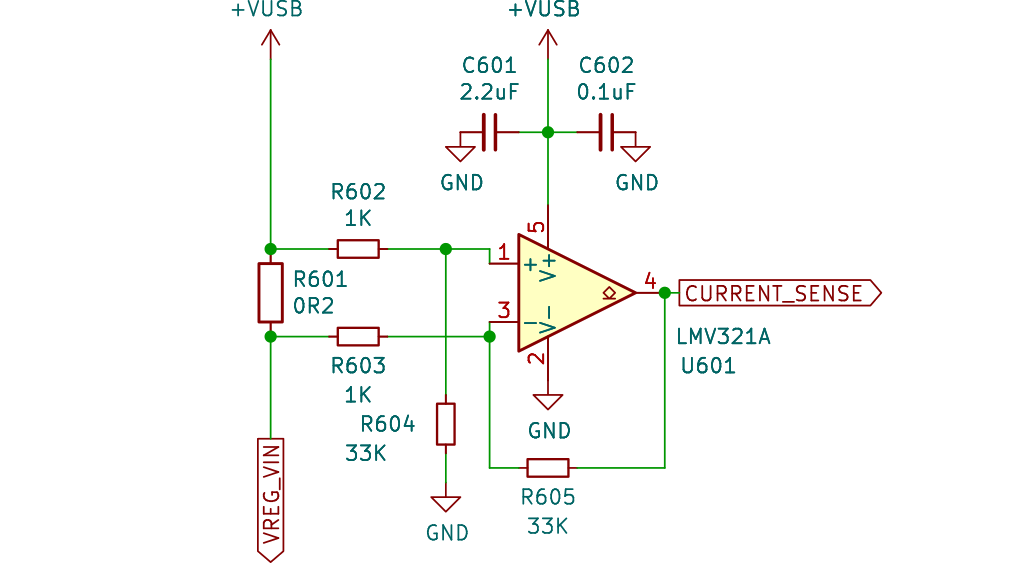 +VUSB
+VUSB
C601
2.2uF
C602
0.1uF
GND
GND
R602
1K
5
1
+
V+
R601
0R2
4
CURRENT_SENSE
3
-
V-
LMV321A
U601
2
R603
1K
R604
33K
GND
VREG_VIN
R605
33K
GND